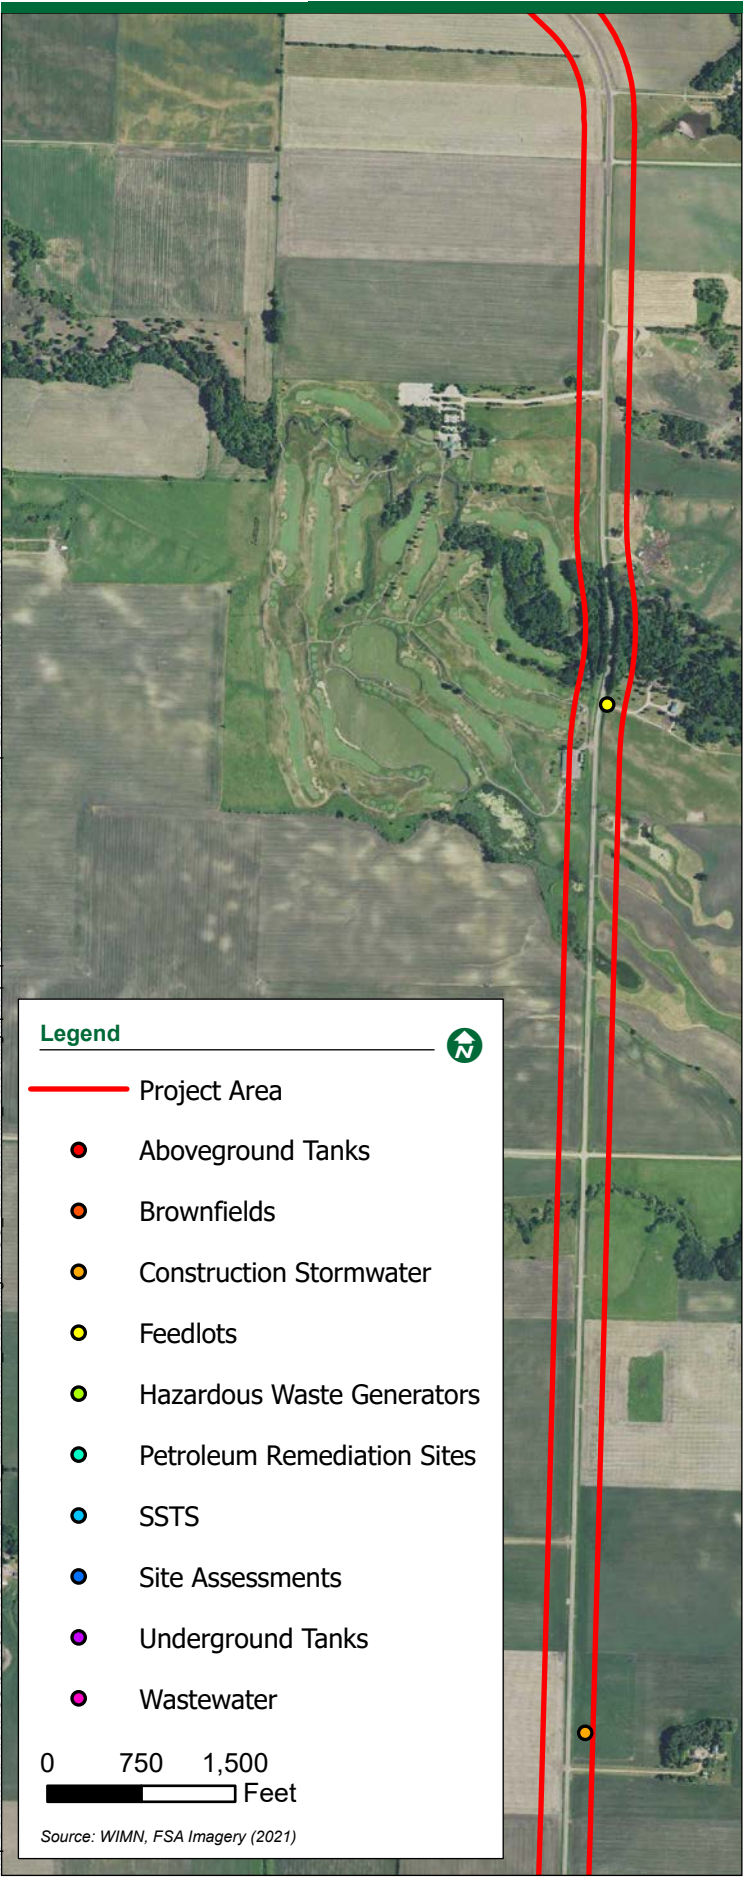 Legend
N
Project Area
Aboveground Tanks
Brownfields
Construction Stormwater
Feedlots
Hazardous Waste Generators
Petroleum Remediation Sites
SSTS
Site Assessments
Underground Tanks
Wastewater
0 750 1,500
Feet
Source: WIMN, FSA Imagery (2021)